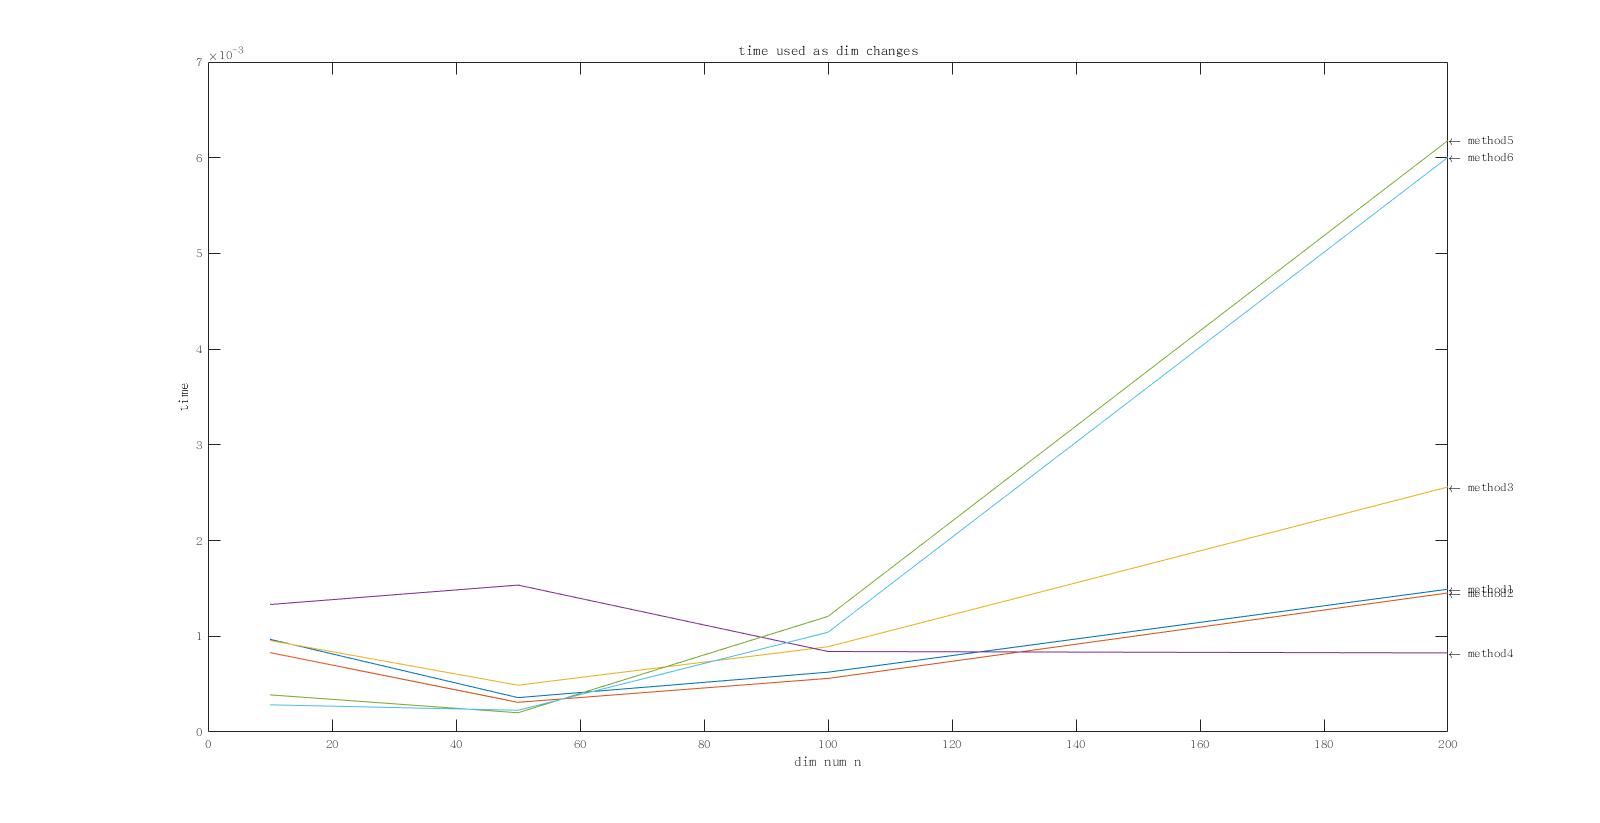 time used as dim changes
×10⁻³
7
6
5
4
3
2
1
0
time
0 20 40 60 80 100 120 140 160 180 200
dim num n
← method5
← method6
← method3
← method1
← method2
← method4